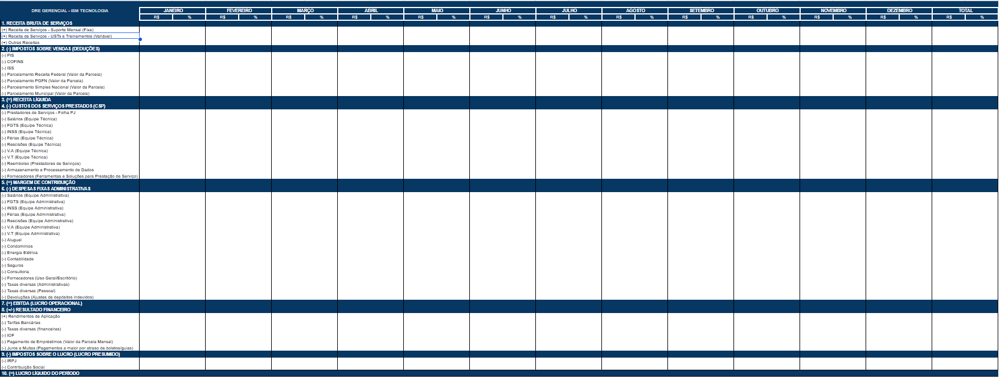 DRE GERENCIAL - ISM TECNOLOGIA
JANEIRO FEVEREIRO MARÇO ABRIL MAIO JUNHO JULHO AGOSTO SETEMBRO OUTUBRO NOVEMBRO DEZEMBRO TOTAL
R$ % R$ % R$ % R$ % R$ % R$ % R$ % R$ % R$ % R$ % R$ % R$ % R$ %
1. RECEITA BRUTA DE SERVIÇOS
(+) Receita de Serviços - Suporte Mensal (Fixa)
(+) Receita de Serviços - USTs e Treinamentos (Variável)
(+) Outras Receitas
2. (-) IMPOSTOS SOBRE VENDAS (DEDUÇÕES)
(-) PIS
(-) COFINS
(-) ISS
(-) Parcelamento Receita Federal (Valor da Parcela)
(-) Parcelamento PGFN (Valor da Parcela)
(-) Parcelamento Simples Nacional (Valor da Parcela)
(-) Parcelamento Municipal (Valor da Parcela)
3. (=) RECEITA LÍQUIDA
4. (-) CUSTOS DOS SERVIÇOS PRESTADOS (CSP)
(-) Prestadores de Serviços - Folha PJ
(-) Salários (Equipe Técnica)
(-) FGTS (Equipe Técnica)
(-) INSS (Equipe Técnica)
(-) Férias (Equipe Técnica)
(-) Rescisões (Equipe Técnica)
(-) V.A (Equipe Técnica)
(-) V.T (Equipe Técnica)
(-) Reembolso (Prestadores de Serviços)
(-) Armazenamento e Processamento de Dados
(-) Fornecedores (Ferramentas e Soluções para Prestação de Serviço)
5. (=) MARGEM DE CONTRIBUIÇÃO
6. (-) DESPESAS FIXAS ADMINISTRATIVAS
(-) Salários (Equipe Administrativa)
(-) FGTS (Equipe Administrativa)
(-) INSS (Equipe Administrativa)
(-) Férias (Equipe Administrativa)
(-) Rescisões (Equipe Administrativa)
(-) V.A (Equipe Administrativa)
(-) V.T (Equipe Administrativa)
(-) Aluguel
(-) Condomínios
(-) Energia Elétrica
(-) Contabilidade
(-) Seguros
(-) Consultoria
(-) Fornecedores (Uso Geral/Escritório)
(-) Taxas diversas (Administrativas)
(-) Taxas diversas (Pessoal)
(-) Devoluções (Ajustes de depósitos indevidos)
7. (=) EBITDA (LUCRO OPERACIONAL)
8. (+/-) RESULTADO FINANCEIRO
(+) Rendimentos de Aplicação
(-) Tarifas Bancárias
(-) Taxas diversas (financeiras)
(-) IOF
(-) Pagamento de Empréstimos (Valor da Parcela Mensal)
(-) Juros e Multas (Pagamentos a maior por atraso de boletos/guias)
9. (-) IMPOSTOS SOBRE O LUCRO (LUCRO PRESUMIDO)
(-) IRPJ
(-) Contribuição Social
10. (=) LUCRO LÍQUIDO DO PERÍODO